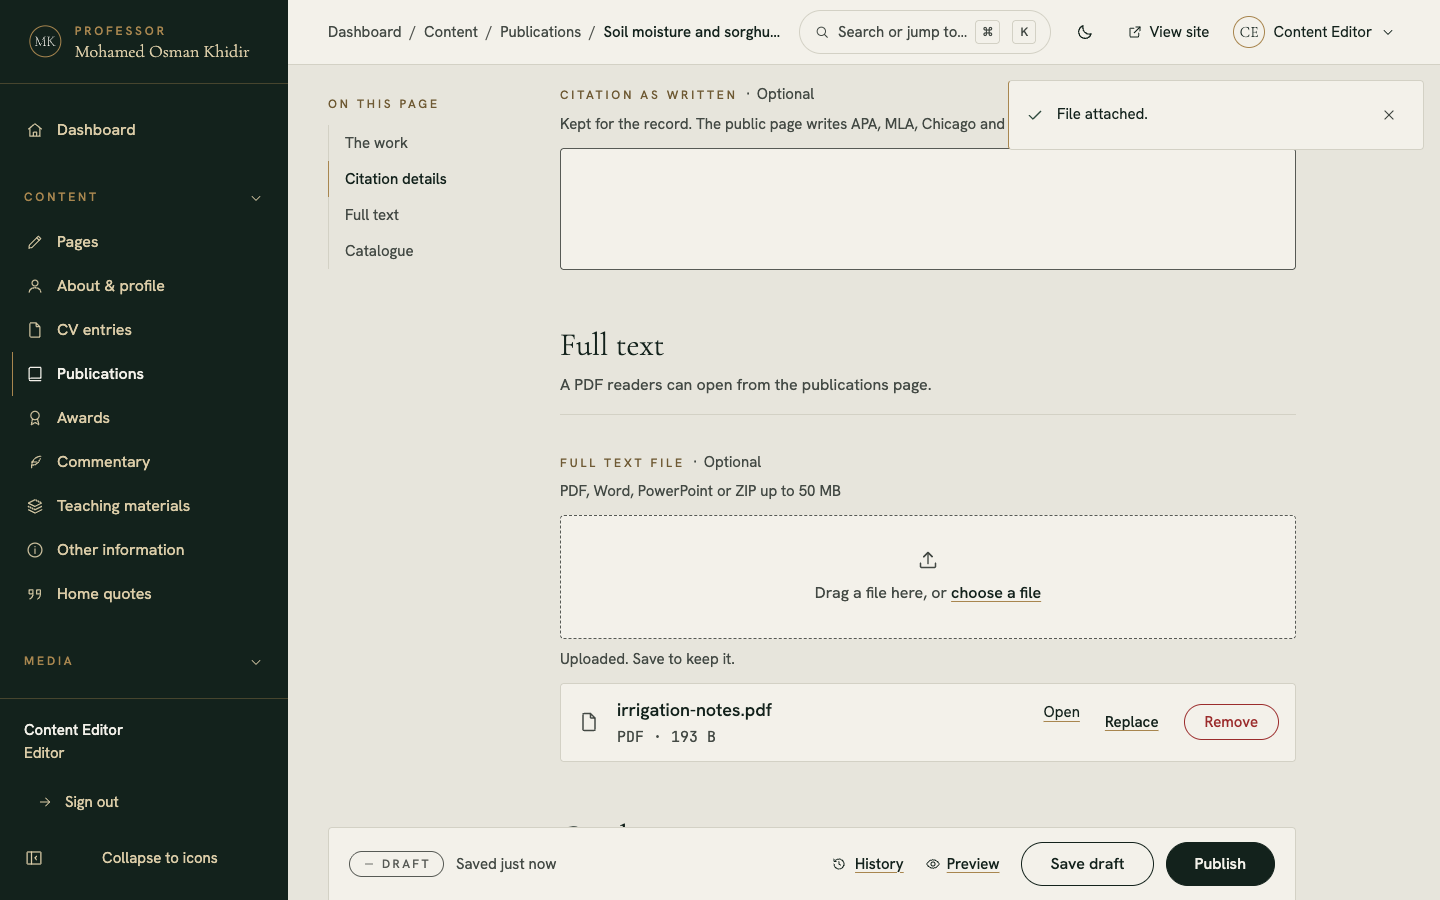 MK
PROFESSOR
Mohamed Osman Khidir
Dashboard
CONTENT
Pages
About & profile
CV entries
Publications
Awards
Commentary
Teaching materials
Other information
Home quotes
MEDIA
Content Editor
Editor
Sign out
Collapse to icons
Dashboard / Content / Publications / Soil moisture and sorghu...
Search or jump to... ⌘ K
View site
CE Content Editor
ON THIS PAGE
The work
Citation details
Full text
Catalogue
CITATION AS WRITTEN · Optional
Kept for the record. The public page writes APA, MLA, Chicago and
File attached.
Full text
A PDF readers can open from the publications page.
FULL TEXT FILE · Optional
PDF, Word, PowerPoint or ZIP up to 50 MB
Drag a file here, or choose a file
Uploaded. Save to keep it.
irrigation-notes.pdf
PDF · 193 B
Open
Replace
Remove
DRAFT
Saved just now
History
Preview
Save draft
Publish